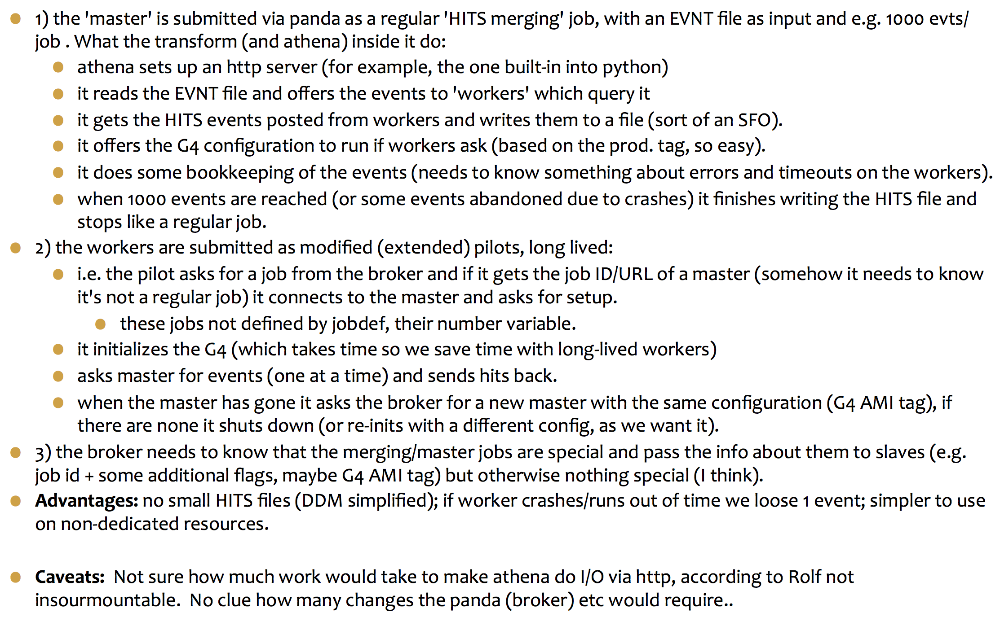 • 1) the 'master' is submitted via panda as a regular 'HITS merging' job, with an EVNT file as input and e.g. 1000 evts/
job . What the transform (and athena) inside it do:
• athena sets up an http server (for example, the one built-in into python)
• it reads the EVNT file and offers the events to 'workers' which query it
• it gets the HITS events posted from workers and writes them to a file (sort of an SFO).
• it offers the G4 configuration to run if workers ask (based on the prod. tag, so easy).
• it does some bookkeeping of the events (needs to know something about errors and timeouts on the workers).
• when 1000 events are reached (or some events abandoned due to crashes) it finishes writing the HITS file and
stops like a regular job.
• 2) the workers are submitted as modified (extended) pilots, long lived:
• i.e. the pilot asks for a job from the broker and if it gets the job ID/URL of a master (somehow it needs to know
it's not a regular job) it connects to the master and asks for setup.
• these jobs not defined by jobdef, their number variable.
• it initializes the G4 (which takes time so we save time with long-lived workers)
• asks master for events (one at a time) and sends hits back.
• when the master has gone it asks the broker for a new master with the same configuration (G4 AMI tag), if
there are none it shuts down (or re-inits with a different config, as we want it).
• 3) the broker needs to know that the merging/master jobs are special and pass the info about them to slaves (e.g.
job id + some additional flags, maybe G4 AMI tag) but otherwise nothing special (I think).
• Advantages: no small HITS files (DDM simplified); if worker crashes/runs out of time we loose 1 event; simpler to use
on non-dedicated resources.
• Caveats: Not sure how much work would take to make athena do I/O via http, according to Rolf not
insourmountable. No clue how many changes the panda (broker) etc would require..